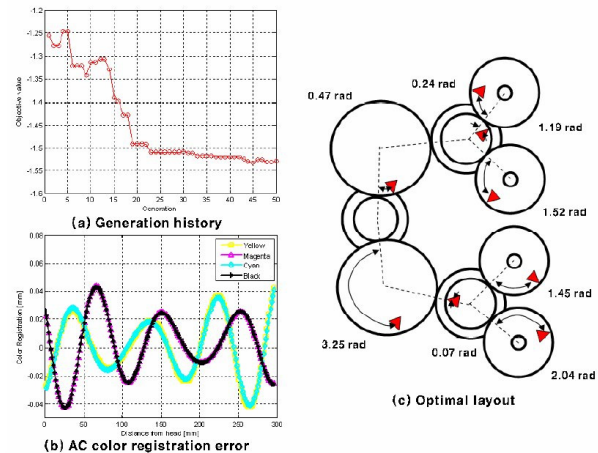 -1.2
-1.25
-1.3
-1.35
-1.4
-1.45
-1.5
-1.55
-1.6
Objective value
0 5 10 15 20 25 30 35 40 45 50
Generation
(a) Generation history
0.08
0.06
0.04
0.02
0
-0.02
-0.04
Color Registration [mm]
Yellow
Magenta
Cyan
Black
0 50 100 150 200 250 300
Distance from head [mm]
(b) AC color registration error
0.24 rad
0.47 rad
1.19 rad
1.52 rad
1.45 rad
3.25 rad
0.07 rad
2.04 rad
(c) Optimal layout